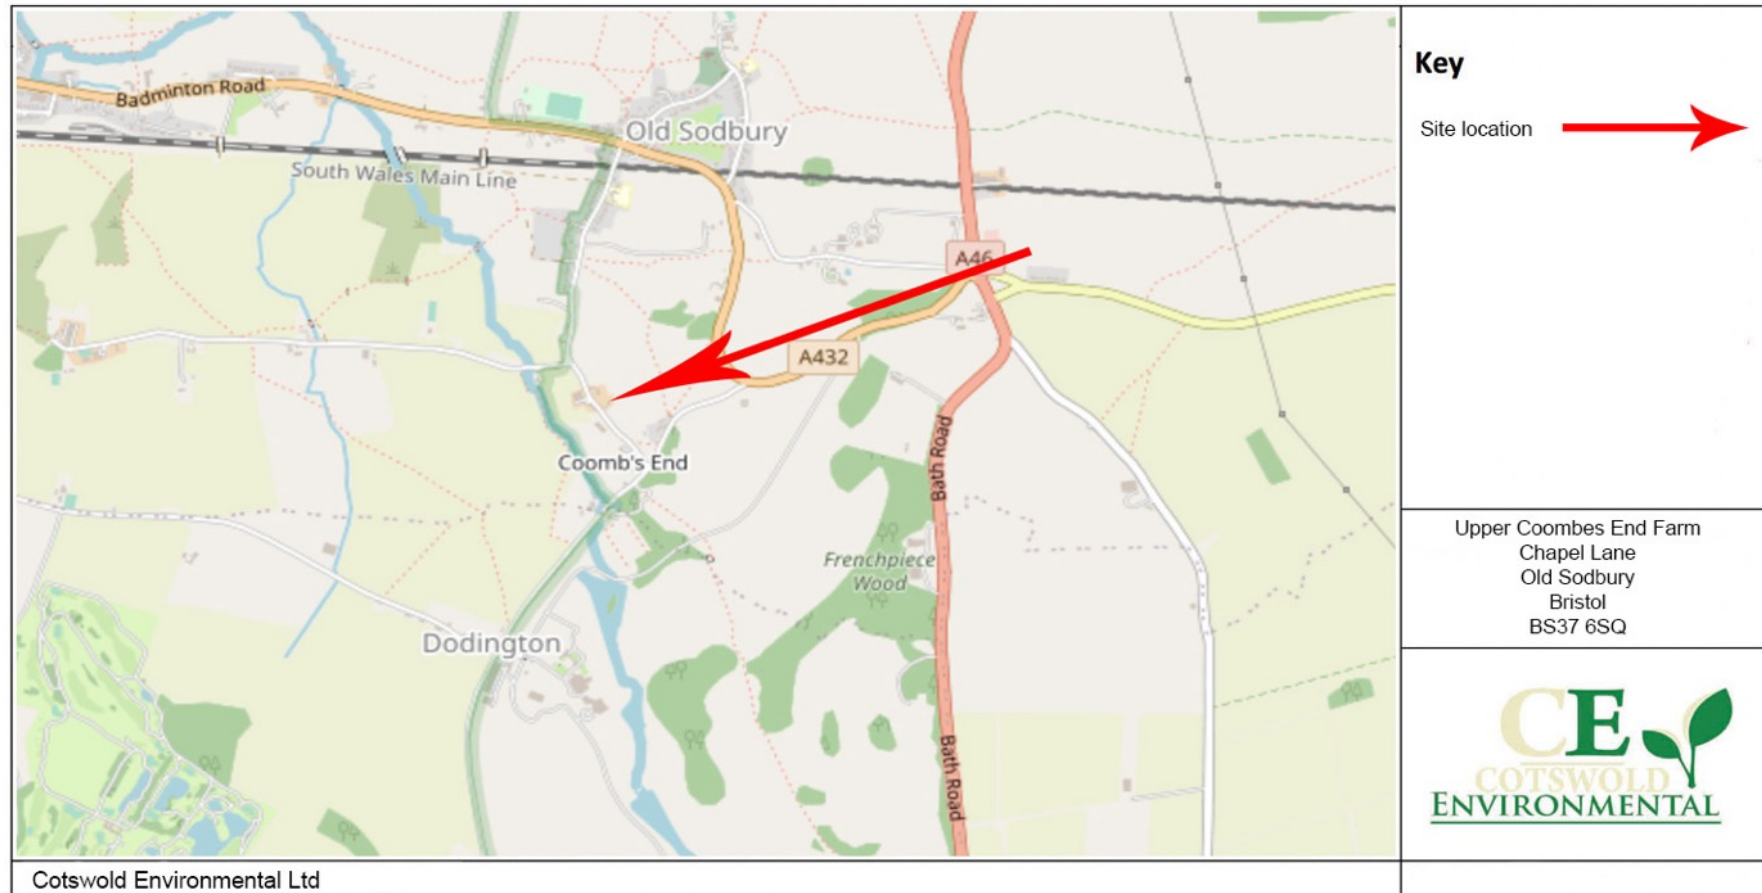 Badminton Road
Old Sodbury
South Wales Main Line
A46
A432
Coomb's End
Bath Road
Frenchpiece
Wood
Dodington
Bath Road
Key
Site location
Upper Coombes End Farm
Chapel Lane
Old Sodbury
Bristol
BS37 6SQ
CE
COTSWOLD
ENVIRONMENTAL
Cotswold Environmental Ltd